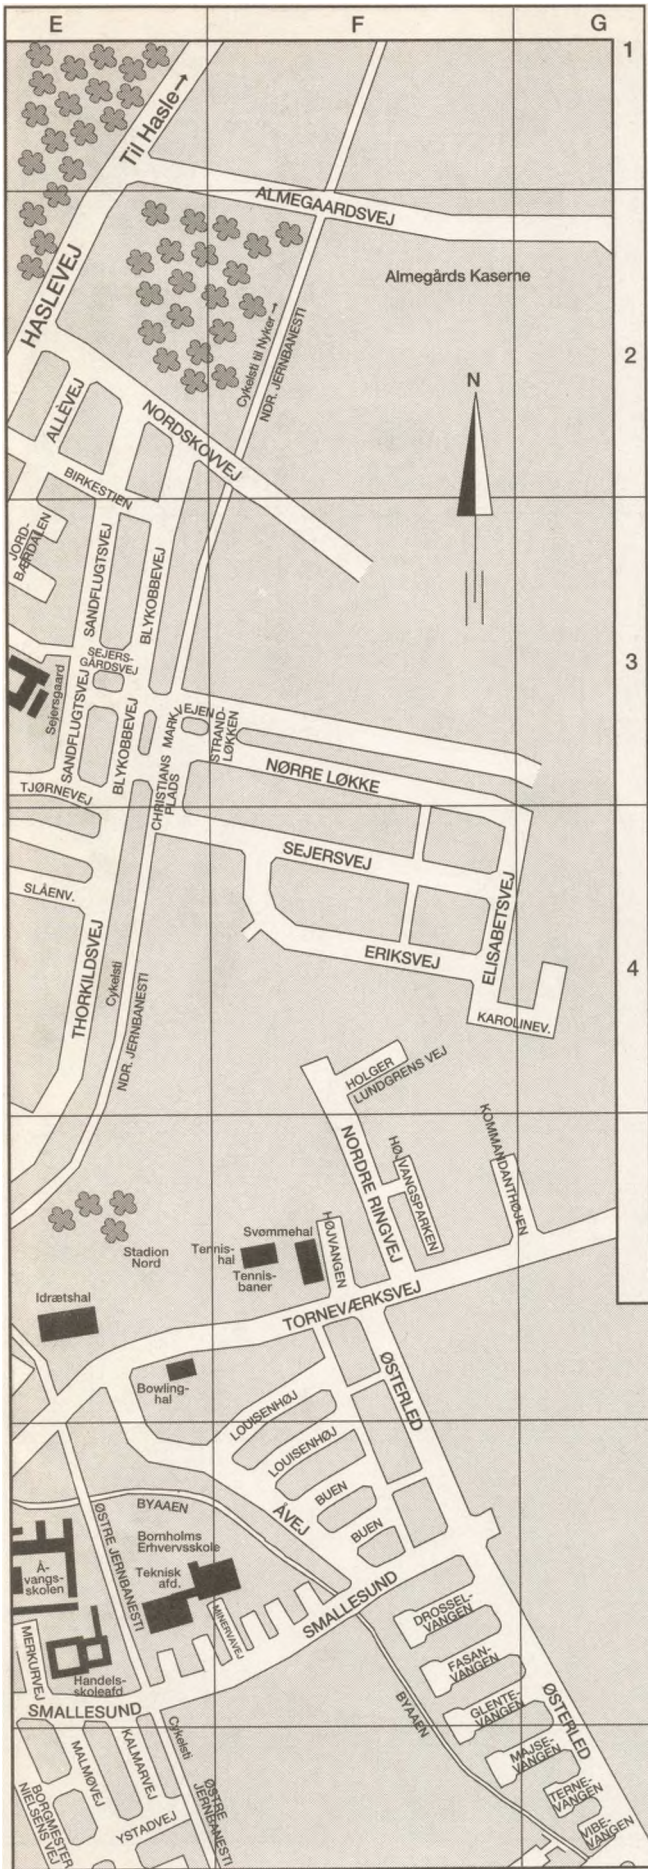 E F G
1
Til Hasle→
ALMEGAARDSVEJ
Almegårds Kaserne
HASLEVEJ
2
Cykelsti til Nyker →
NDR. JERNBANESTI
N
ALLÈVEJ
NORDSKOVVEJ
BIRKESTIEN
JORD-
BÆRDALEN
SANDFLUGTSVEJ
BLYKOBBEVEJ
3
SEJERS-
GÅRDSVEJ
Sejersgaard
SANDFLUGTSVEJ
BLYKOBBEVEJ
MARKVEJEN
STRAND-
LØKKEN
CHRISTIANS
PLADS
NØRRE LØKKE
TJØRNEVEJ
SEJERSVEJ
SLÅENV.
ELISABETSVEJ
ERIKSVEJ
4
THORKILDSVEJ
Cykelsti
NDR. JERNBANESTI
KAROLINEV.
HOLGER
LUNDGRENS VEJ
NORDRE RINGVEJ
HØJVANGSPARKEN
KOMMANDANTHØJEN
Stadion
Nord
Svømmehal
Tennis-
hal
Tennis-
baner
HØJVANGEN
Idrætshal
TORNEVÆRKSVEJ
Bowling-
hal
ØSTERLED
LOUISENHØJ
LOUISENHØJ
BUEN
BUEN
ÅVEJ
BYAAEN
ØSTRE JERNBANESTI
Bornholms
Erhvervsskole
Teknisk
afd.
Å-
vangs-
skolen
MINERVAVEJ
SMALLESUND
DROSSEL-
VANGEN
MERKURVEJ
Handels-
skoleafd
FASAN-
VANGEN
SMALLESUND
GLENTE-
VANGEN
BYAAEN
ØSTERLED
Cykelsti
KALMARVEJ
MALMØVEJ
MAJSE-
VANGEN
TERNE-
VANGEN
VIBE-
VANGEN
BORGMESTER
NIELSENS VEJ
YSTADVEJ
ØSTRE
JERNBANESTI